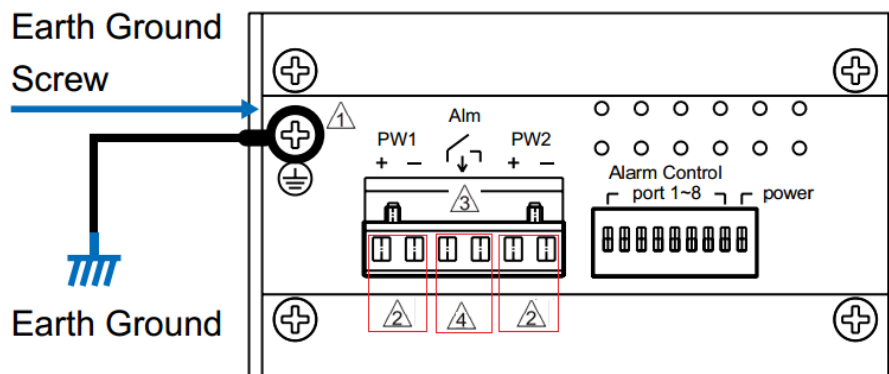 Earth Ground
Screw
1
Alm
PW1
PW2
+ − + −
3
Alarm Control
port 1~8
power
2
4
2
Earth Ground